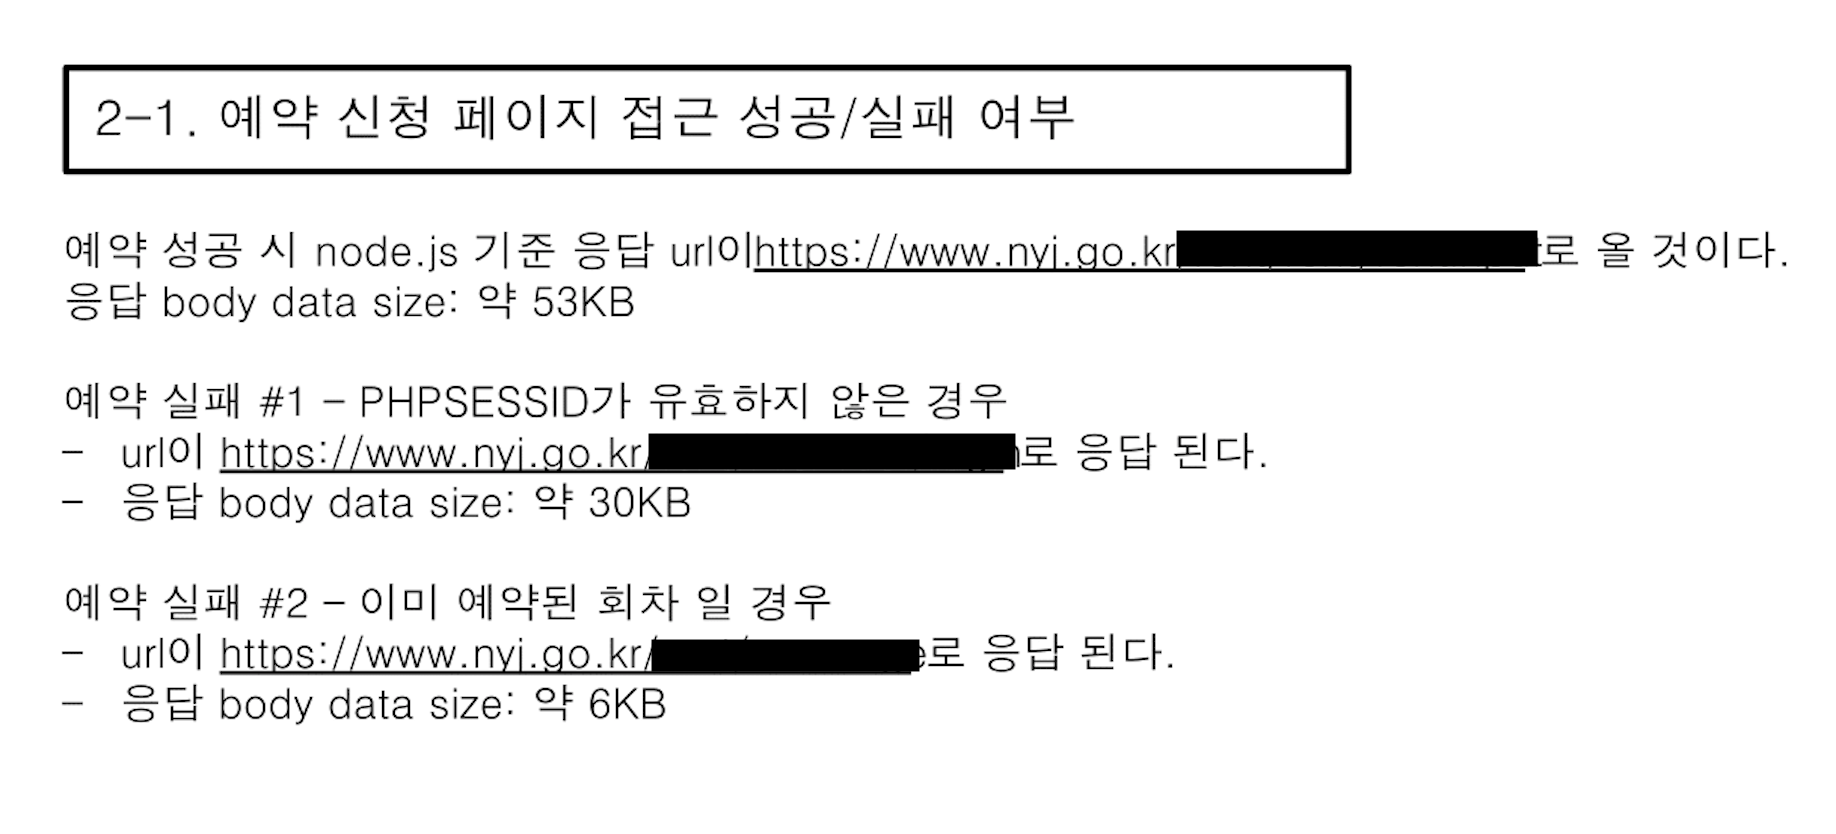 2-1. 예약 신청 페이지 접근 성공/실패 여부
예약 성공 시 node.js 기준 응답 url이https://www.nyj.go.kr로 올 것이다.
응답 body data size: 약 53KB
예약 실패 #1 - PHPSESSID가 유효하지 않은 경우
- url이 https://www.nyj.go.kr/로 응답 된다.
- 응답 body data size: 약 30KB
예약 실패 #2 - 이미 예약된 회차 일 경우
- url이 https://www.nyj.go.kr/로 응답 된다.
- 응답 body data size: 약 6KB